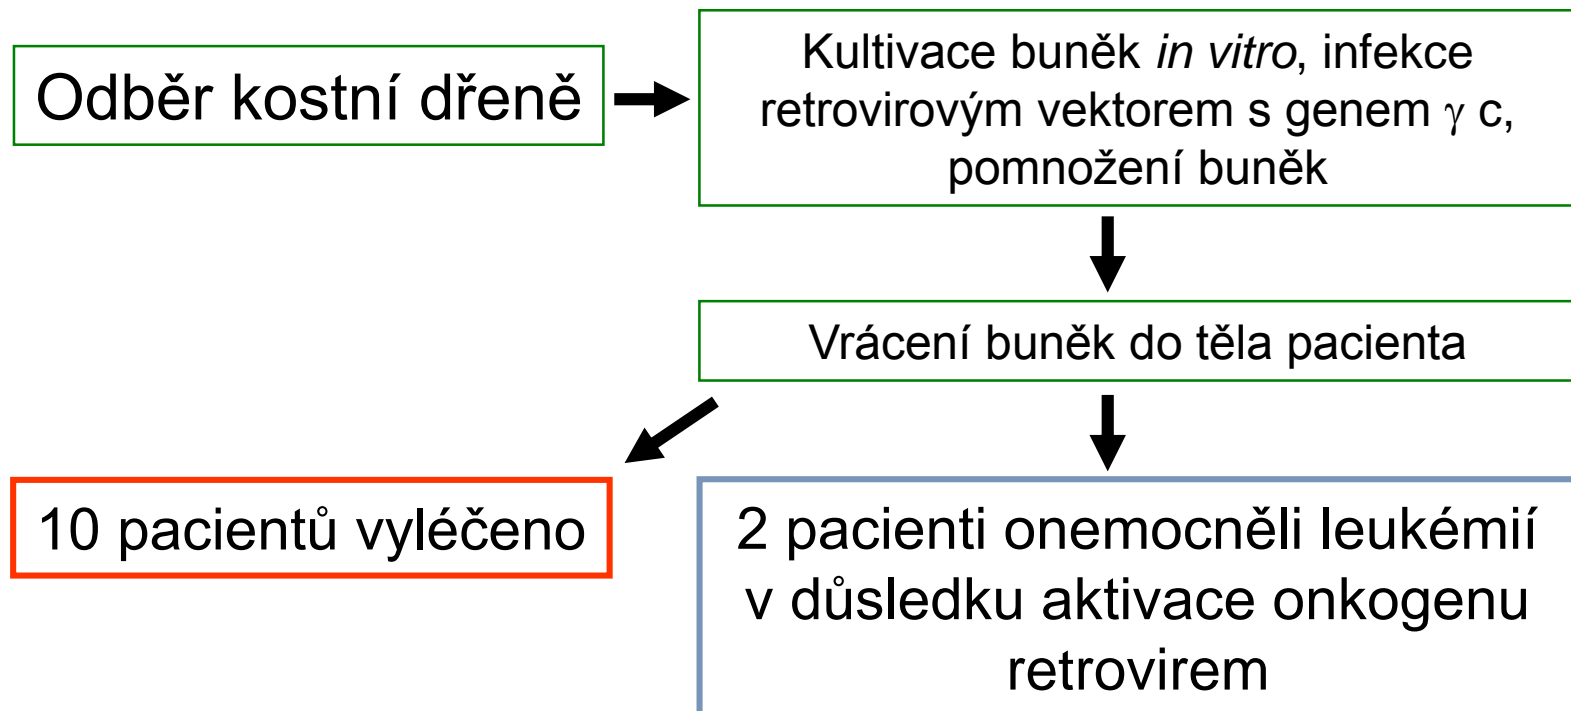 Odběr kostní dřeně
Kultivace buněk in vitro, infekce
retrovirovým vektorem s genem γ c,
pomnožení buněk
Vrácení buněk do těla pacienta
10 pacientů vyléčeno
2 pacienti onemocněli leukémií
v důsledku aktivace onkogenu
retrovirem